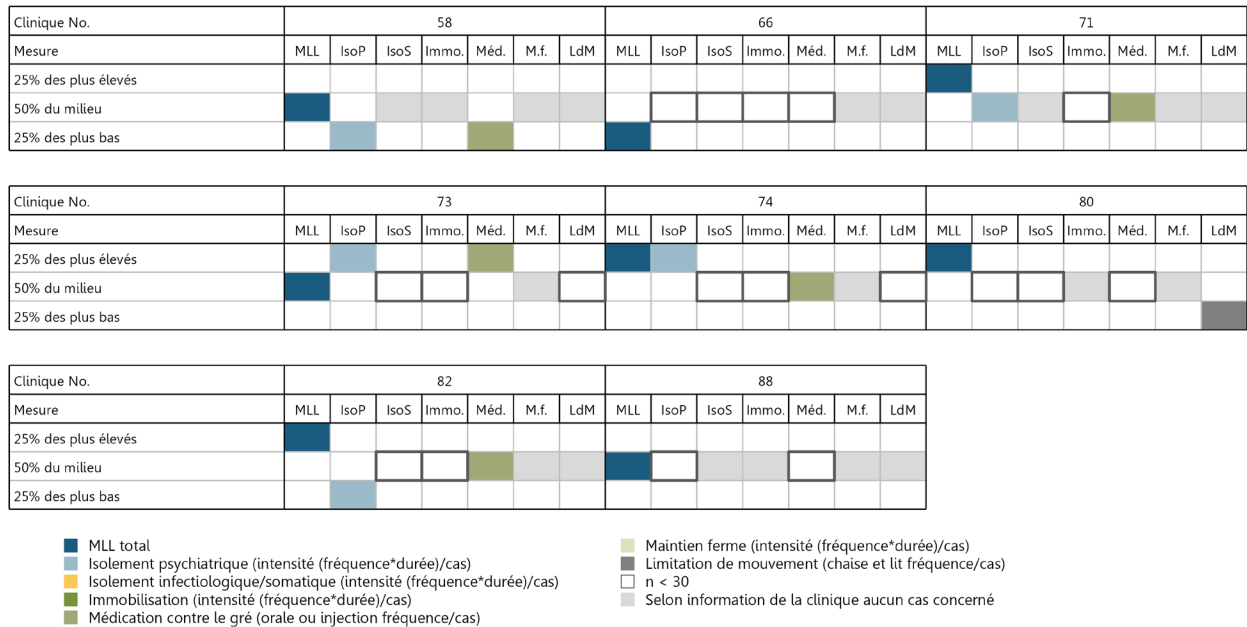 Clinique No. 58 66 71
Mesure MLL IsoP IsoS Immo. Méd. M.f. LdM MLL IsoP IsoS Immo. Méd. M.f. LdM MLL IsoP IsoS Immo. Méd. M.f. LdM
25% des plus élevés
50% du milieu
25% des plus bas
Clinique No. 73 74 80
Mesure MLL IsoP IsoS Immo. Méd. M.f. LdM MLL IsoP IsoS Immo. Méd. M.f. LdM MLL IsoP IsoS Immo. Méd. M.f. LdM
25% des plus élevés
50% du milieu
25% des plus bas
Clinique No. 82 88
Mesure MLL IsoP IsoS Immo. Méd. M.f. LdM MLL IsoP IsoS Immo. Méd. M.f. LdM
25% des plus élevés
50% du milieu
25% des plus bas
MLL total
Isolement psychiatrique (intensité (fréquence*durée)/cas)
Isolement infectiologique/somatique (intensité (fréquence*durée)/cas)
Immobilisation (intensité (fréquence*durée)/cas)
Médication contre le gré (orale ou injection fréquence/cas)
Maintien ferme (intensité (fréquence*durée)/cas)
Limitation de mouvement (chaise et lit fréquence/cas)
n < 30
Selon information de la clinique aucun cas concerné